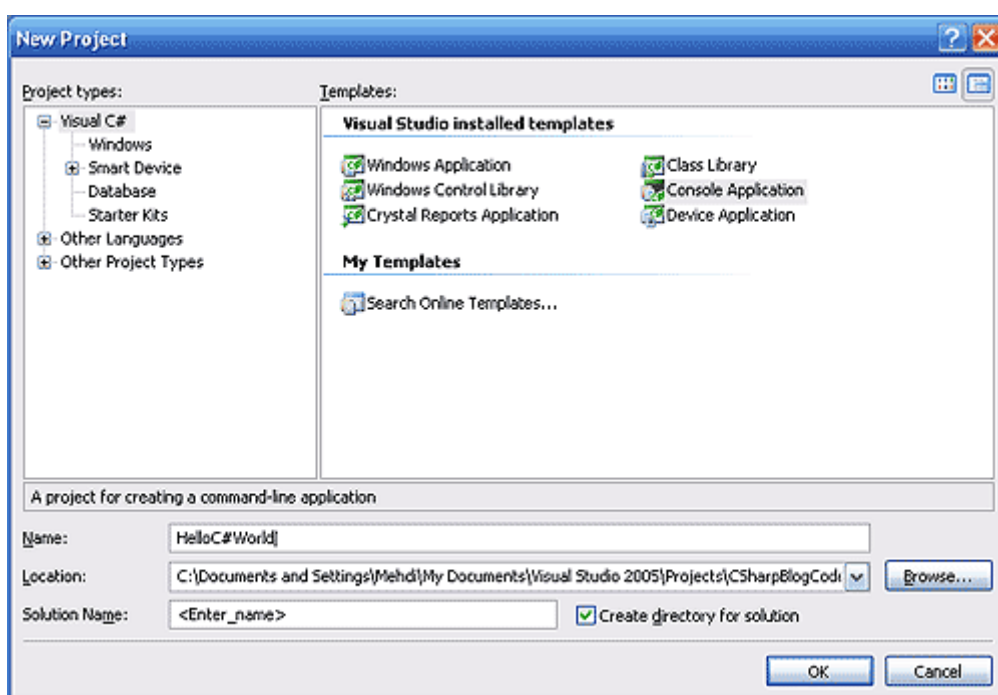 New Project
Project types:
Templates:
Visual C#
Windows
Smart Device
Database
Starter Kits
Other Languages
Other Project Types
Visual Studio installed templates
Windows Application
Windows Control Library
Crystal Reports Application
Class Library
Console Application
Device Application
My Templates
Search Online Templates...
A project for creating a command-line application
Name:
HelloC#World
Location:
C:\Documents and Settings\Mehdi\My Documents\Visual Studio 2005\Projects\CSharpBlogCod
Browse...
Solution Name:
<Enter_name>
Create directory for solution
OK
Cancel